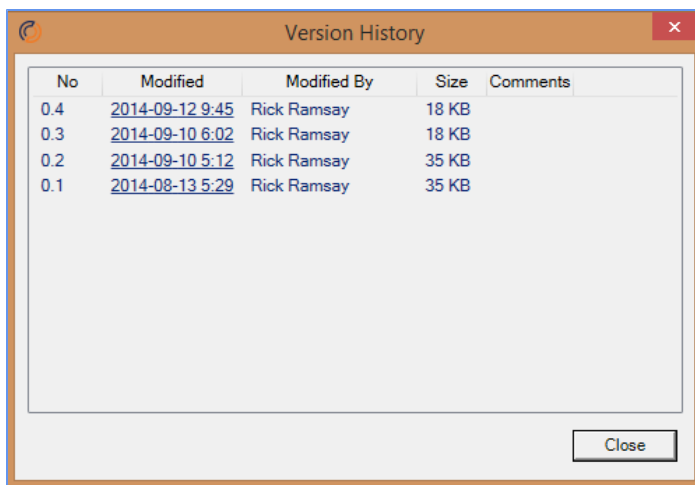 Version History
No Modified Modified By Size Comments
0.4 2014-09-12 9:45 Rick Ramsay 18 KB
0.3 2014-09-10 6:02 Rick Ramsay 18 KB
0.2 2014-09-10 5:12 Rick Ramsay 35 KB
0.1 2014-08-13 5:29 Rick Ramsay 35 KB
Close